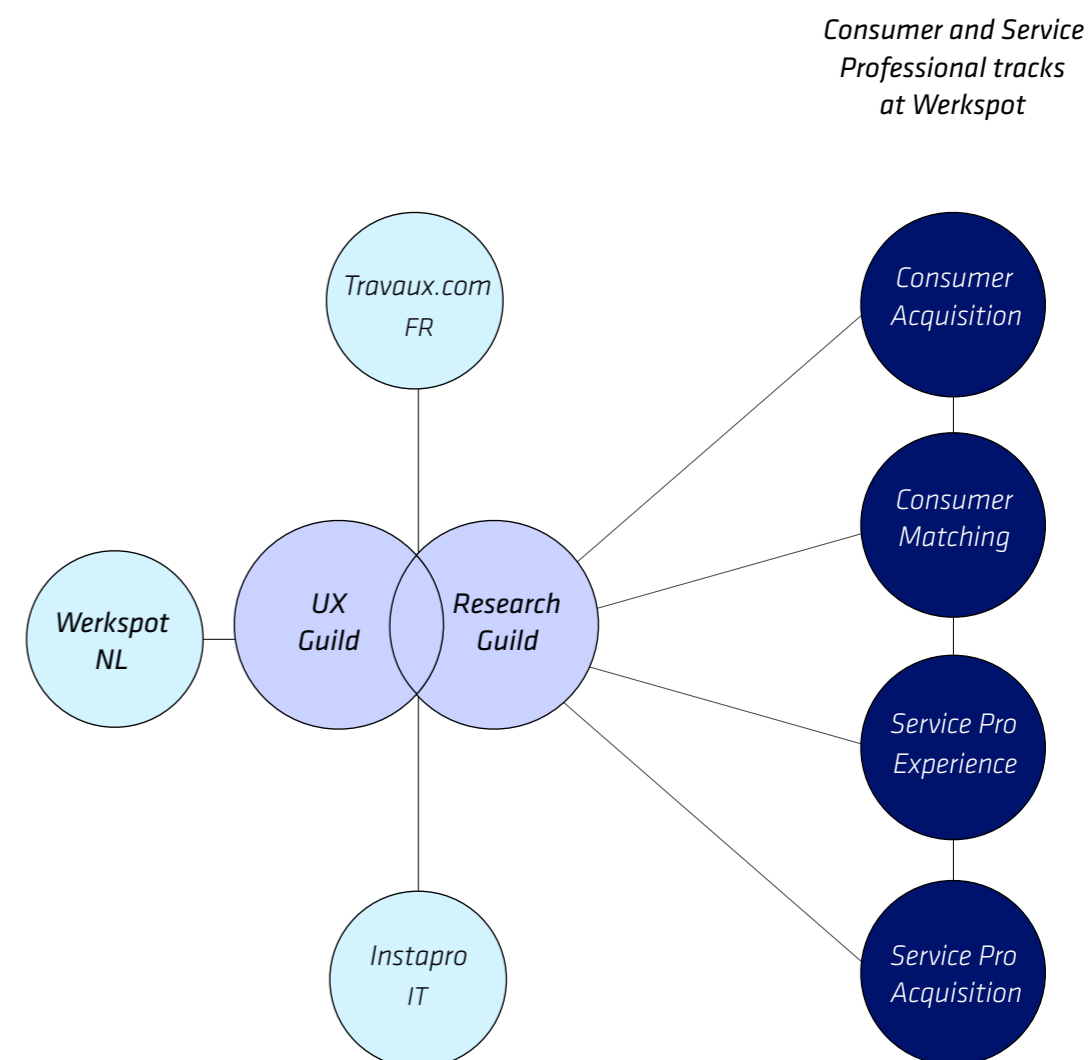 Consumer and Service
Professional tracks
at Werkspot
Travaux.com
FR
Consumer
Acquisition
Consumer
Matching
UX
Guild
Research
Guild
Werkspot
NL
Service Pro
Experience
Instapro
IT
Service Pro
Acquisition